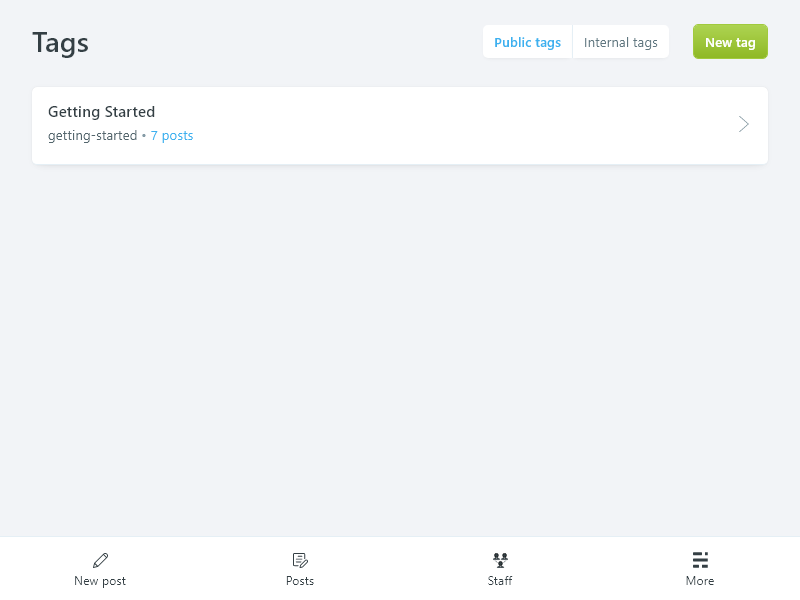 Tags
Public tags
Internal tags
New tag
Getting Started
getting-started • 7 posts
New post
Posts
Staff
More